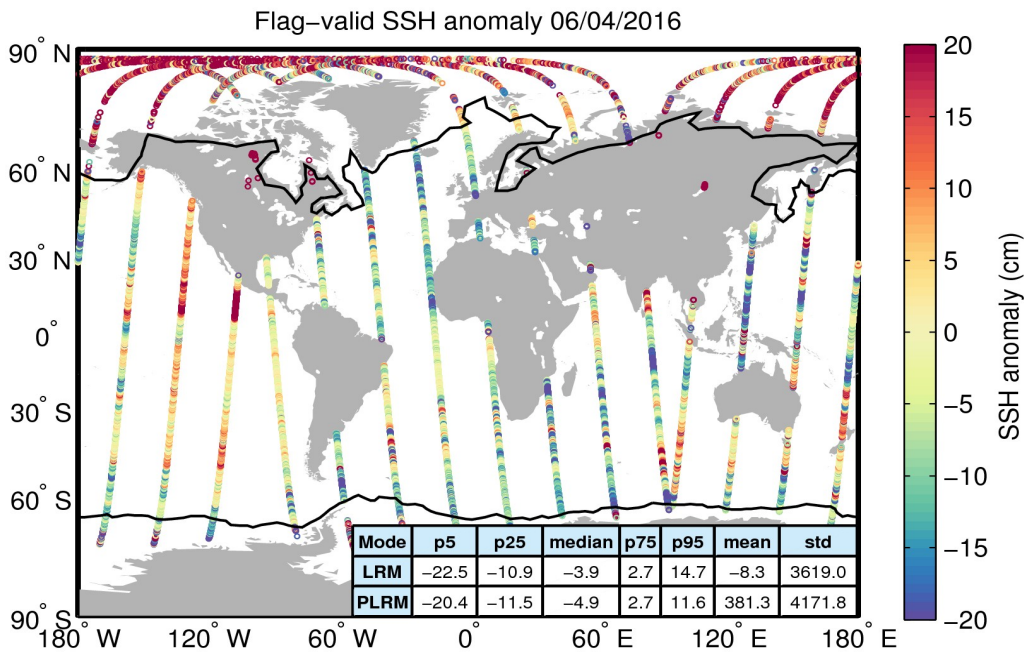 Flag−valid SSH anomaly 06/04/2016
90° N
60° N
30° N
0°
30° S
60° S
90° S
180° W
120° W
60° W
0°
60° E
120° E
180° E
20
15
10
5
0
−5
−10
−15
−20
SSH anomaly (cm)
Mode p5 p25 median p75 p95 mean std
LRM −22.5 −10.9 −3.9 2.7 14.7 −8.3 3619.0
PLRM −20.4 −11.5 −4.9 2.7 11.6 381.3 4171.8